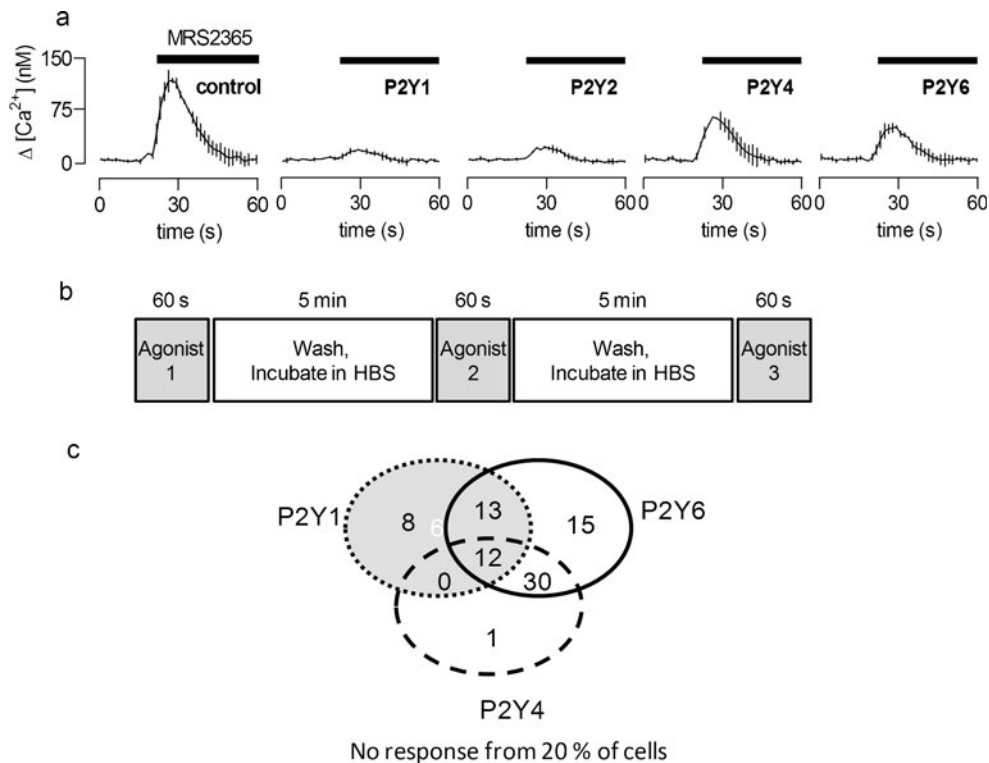 a
MRS2365
control P2Y1 P2Y2 P2Y4 P2Y6
Δ [Ca²⁺] (nM)
150
75
0
0 30 60 0 30 60 0 30 60 0 30 60 0 30 60
time (s) time (s) time (s) time (s) time (s)
b
60 s 5 min 60 s 5 min 60 s
Agonist 1
Wash, Incubate in HBS
Agonist 2
Wash, Incubate in HBS
Agonist 3
c
P2Y1
8
6
13
15
P2Y6
12
0
30
1
P2Y4
No response from 20 % of cells